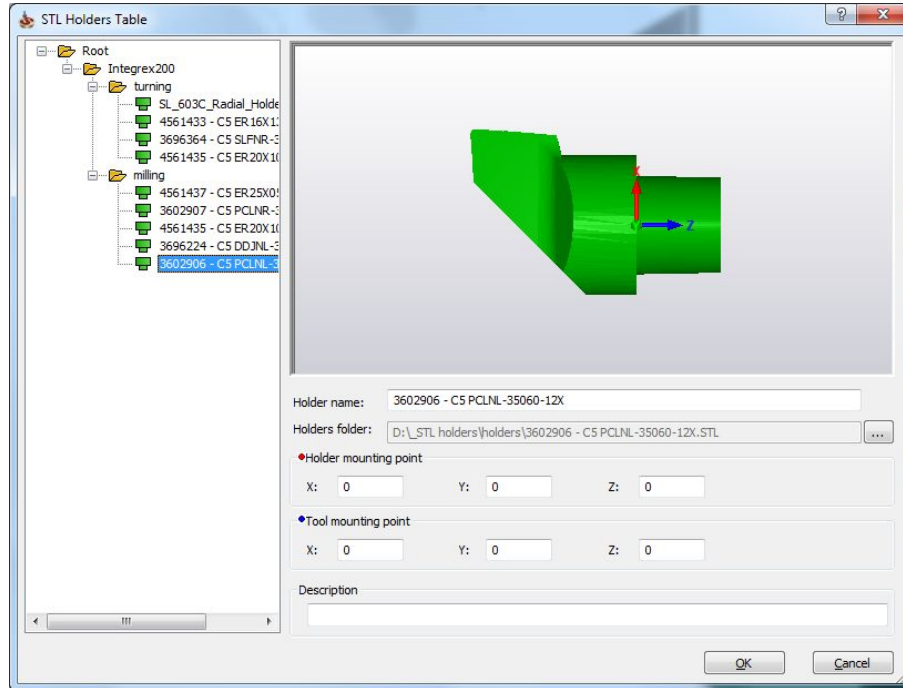 STL Holders Table
Root
Integrex200
turning
SL_603C_Radial_Holde
4561433 - C5 ER16X1
3696364 - C5 SLFNR-3
4561435 - C5 ER20X10
milling
4561437 - C5 ER25X05
3602907 - C5 PCLNR-3
4561435 - C5 ER20X10
3696224 - C5 DDJNL-3
3602906 - C5 PCLNL-3
X
Z
Holder name: 3602906 - C5 PCLNL-35060-12X
Holders folder: D:\_STL holders\holders\3602906 - C5 PCLNL-35060-12X.STL ...
Holder mounting point
X: 0 Y: 0 Z: 0
Tool mounting point
X: 0 Y: 0 Z: 0
Description
OK Cancel